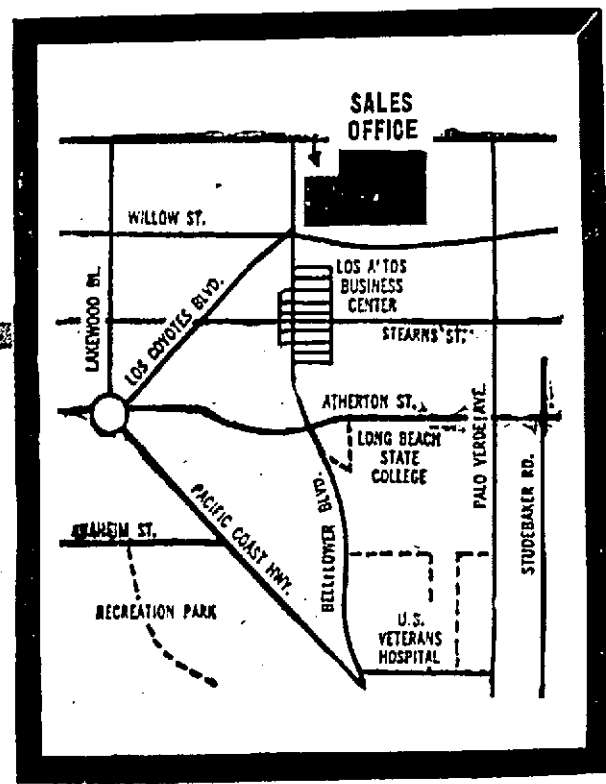 SALES
OFFICE
WILLOW ST.
LAKEWOOD BL.
LOS COYOTES BLVD.
LOS A'TOS
BUSINESS
CENTER
STEARNS ST.
ATHERTON ST.
LONG BEACH
STATE
COLLEGE
PALO VERDE AVE.
STUDEBAKER RD.
PACIFIC COAST HWY.
BELLFLOWER BLVD.
ANAHEIM ST.
RECREATION PARK
U.S.
VETERANS
HOSPITAL